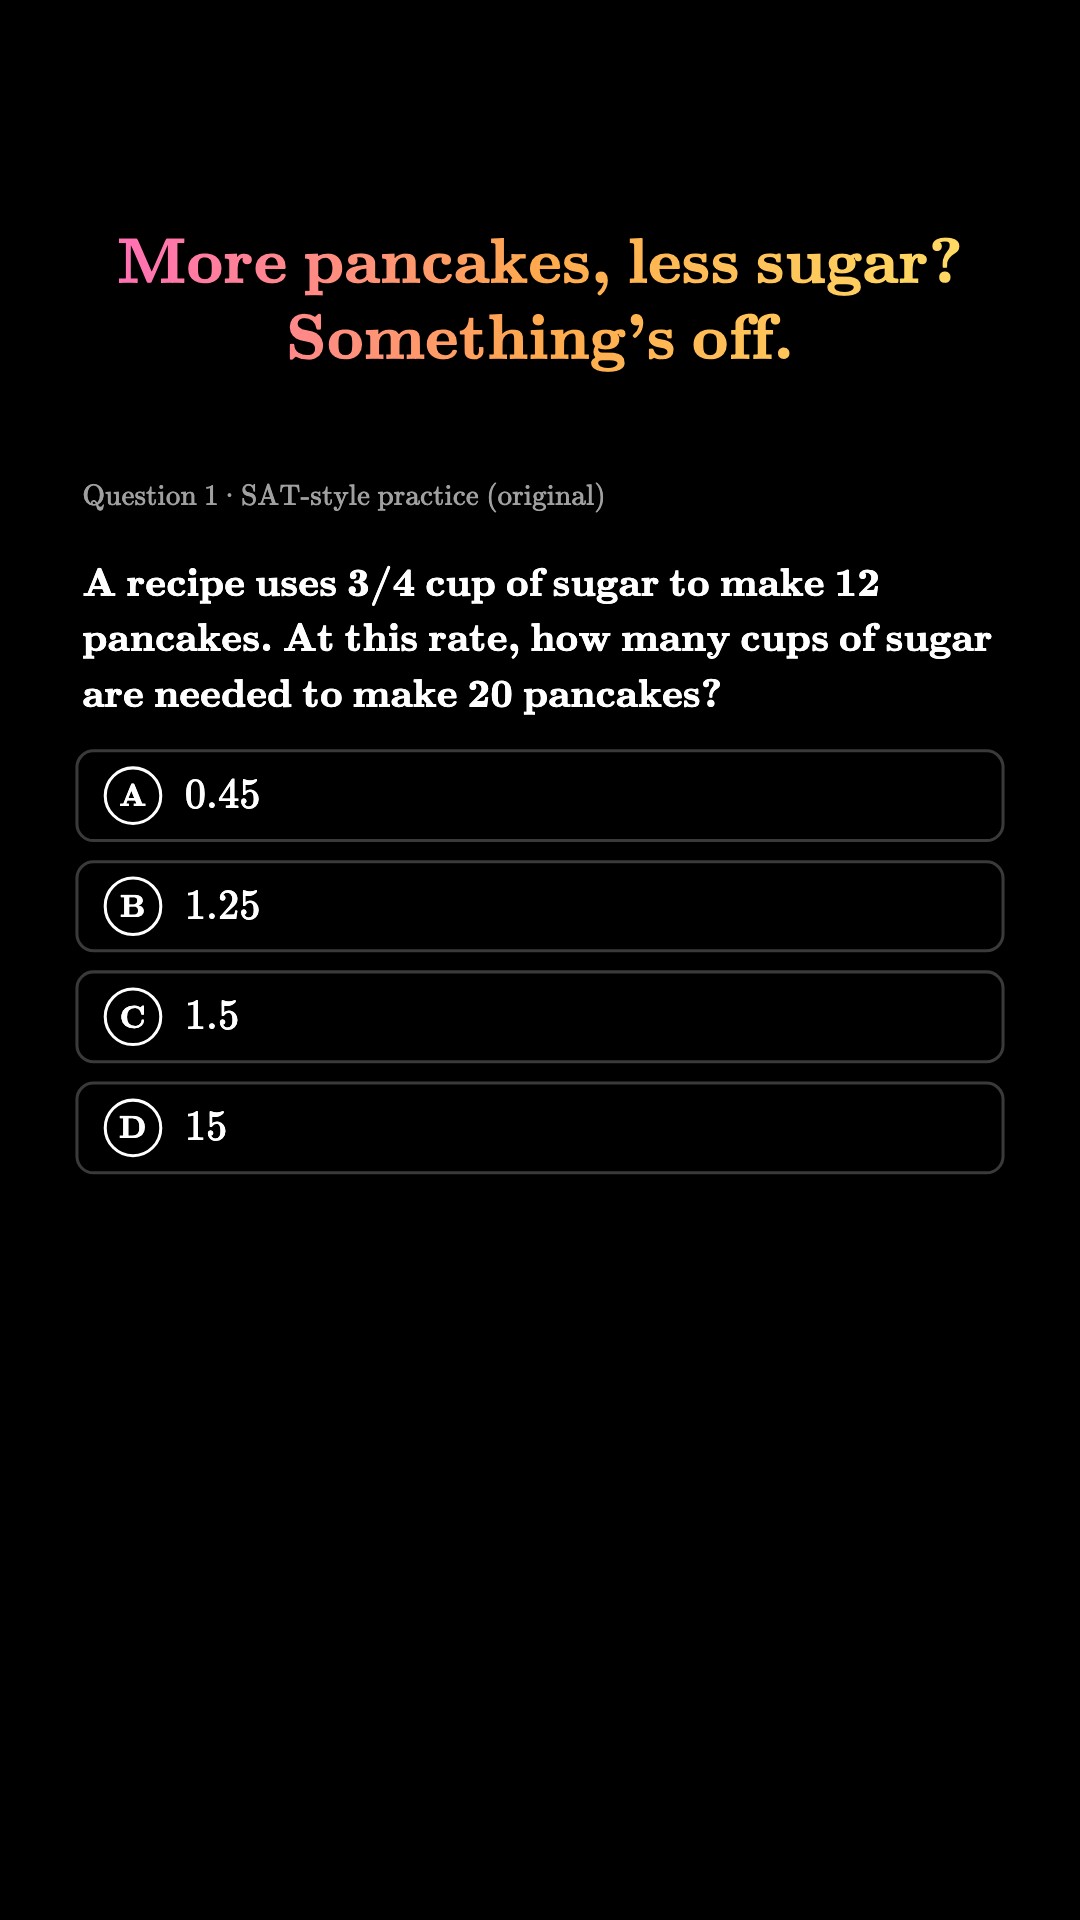 More pancakes, less sugar?
Something’s off.
Question 1 · SAT-style practice (original)
A recipe uses 3/4 cup of sugar to make 12
pancakes. At this rate, how many cups of sugar
are needed to make 20 pancakes?
A 0.45
B 1.25
C 1.5
D 15